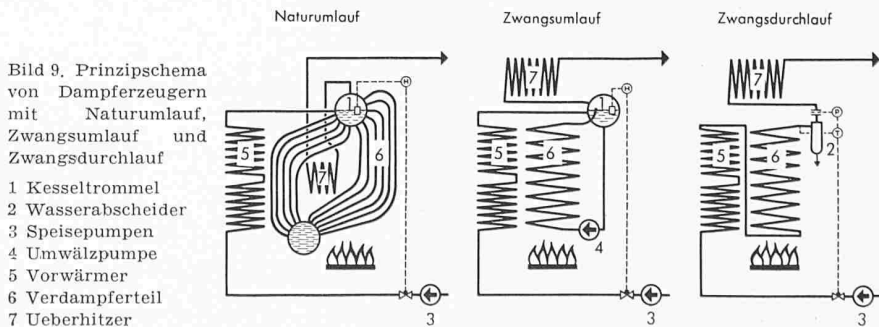 Naturumlauf
Zwangsumlauf
Zwangsdurchlauf
Bild 9. Prinzipschema
von Dampferzeugern
mit Naturumlauf,
Zwangsumlauf und
Zwangsdurchlauf
1 Kesseltrommel
2 Wasserabscheider
3 Speisepumpen
4 Umwälzpumpe
5 Vorwärmer
6 Verdampferteil
7 Ueberhitzer
1
H
5
7
6
3
7
1
H
5
6
4
3
7
P
T
5
6
2
3